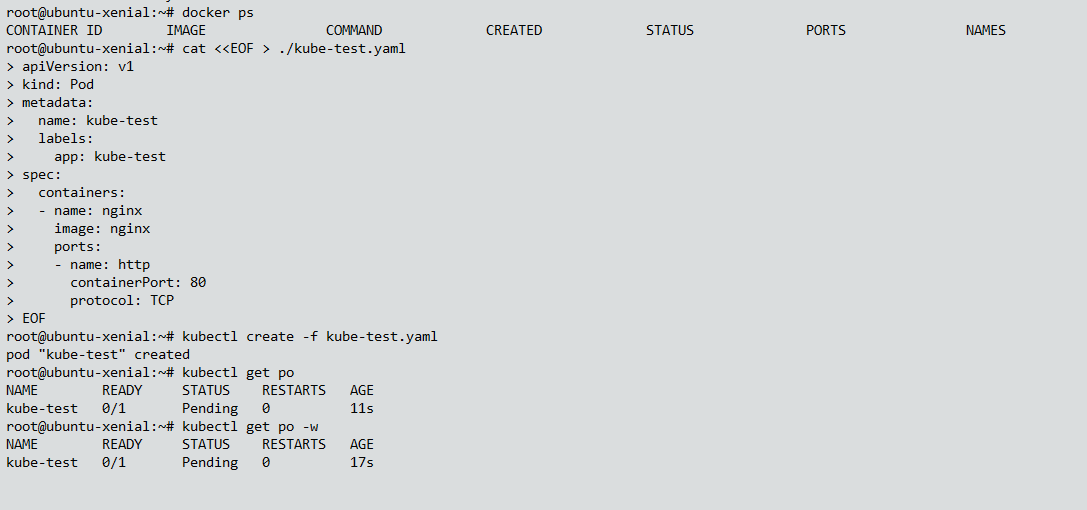 root@ubuntu-xenial:~# docker ps
CONTAINER ID        IMAGE               COMMAND             CREATED             STATUS              PORTS               NAMES
root@ubuntu-xenial:~# cat <<EOF > ./kube-test.yaml
> apiVersion: v1
> kind: Pod
> metadata:
>   name: kube-test
>   labels:
>     app: kube-test
> spec:
>   containers:
>   - name: nginx
>     image: nginx
>     ports:
>     - name: http
>       containerPort: 80
>       protocol: TCP
> EOF
root@ubuntu-xenial:~# kubectl create -f kube-test.yaml
pod "kube-test" created
root@ubuntu-xenial:~# kubectl get po
NAME        READY     STATUS    RESTARTS   AGE
kube-test   0/1       Pending   0          11s
root@ubuntu-xenial:~# kubectl get po -w
NAME        READY     STATUS    RESTARTS   AGE
kube-test   0/1       Pending   0          17s